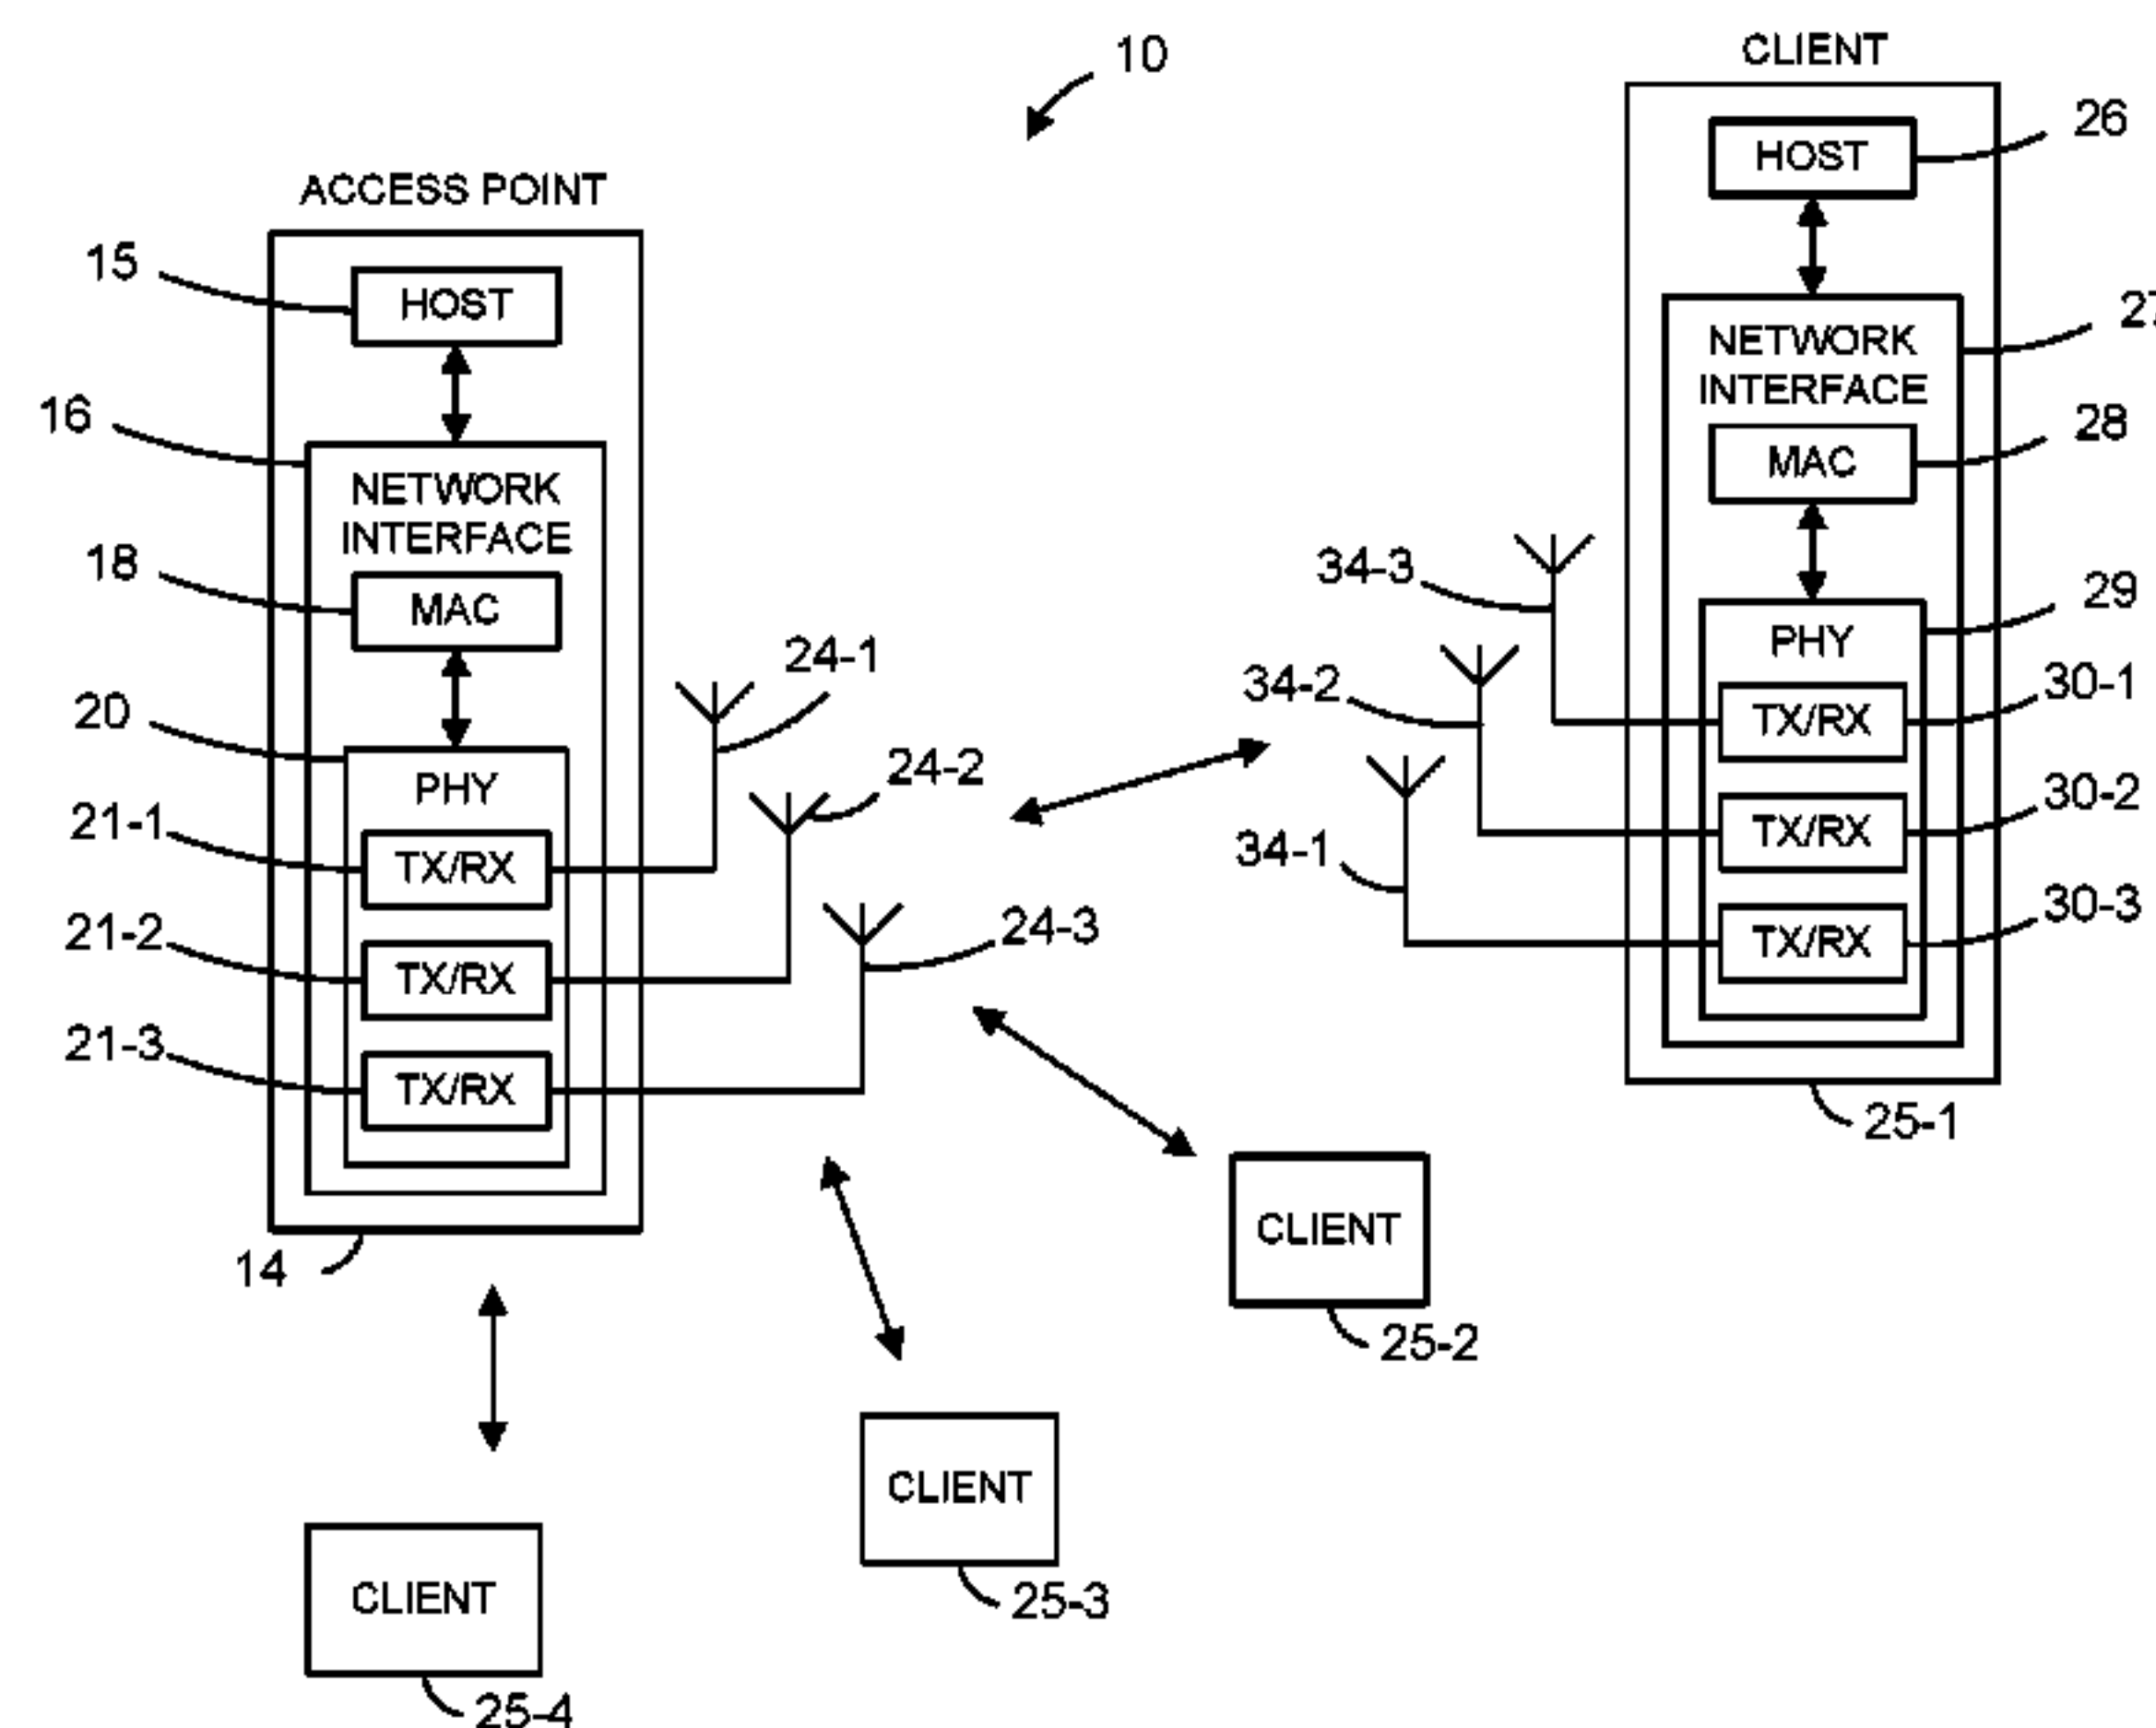 10
CLIENT
HOST
26
ACCESS POINT
15
HOST
27
NETWORK
INTERFACE
16
NETWORK
INTERFACE
MAC
28
18
MAC
34-3
29
PHY
24-1
34-2
30-1
TX/RX
20
PHY
24-2
30-2
TX/RX
21-1
TX/RX
34-1
30-3
TX/RX
24-3
21-2
TX/RX
21-3
TX/RX
25-1
14
CLIENT
25-2
CLIENT
25-3
CLIENT
25-4